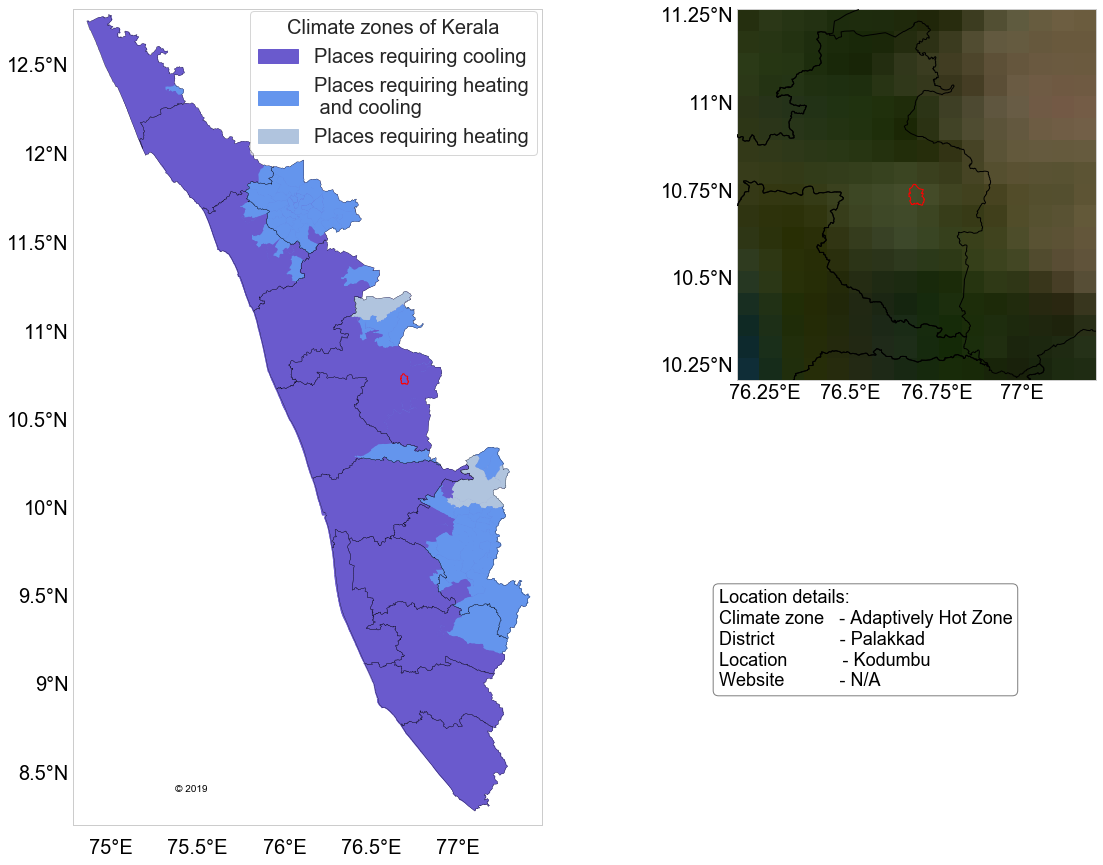 Climate zones of Kerala
Places requiring cooling
Places requiring heating
and cooling
Places requiring heating
12.5°N
12°N
11.5°N
11°N
10.5°N
10°N
9.5°N
9°N
8.5°N
© 2019
75°E 75.5°E 76°E 76.5°E 77°E
11.25°N
11°N
10.75°N
10.5°N
10.25°N
76.25°E 76.5°E 76.75°E 77°E
Location details:
Climate zone - Adaptively Hot Zone
District - Palakkad
Location - Kodumbu
Website - N/A